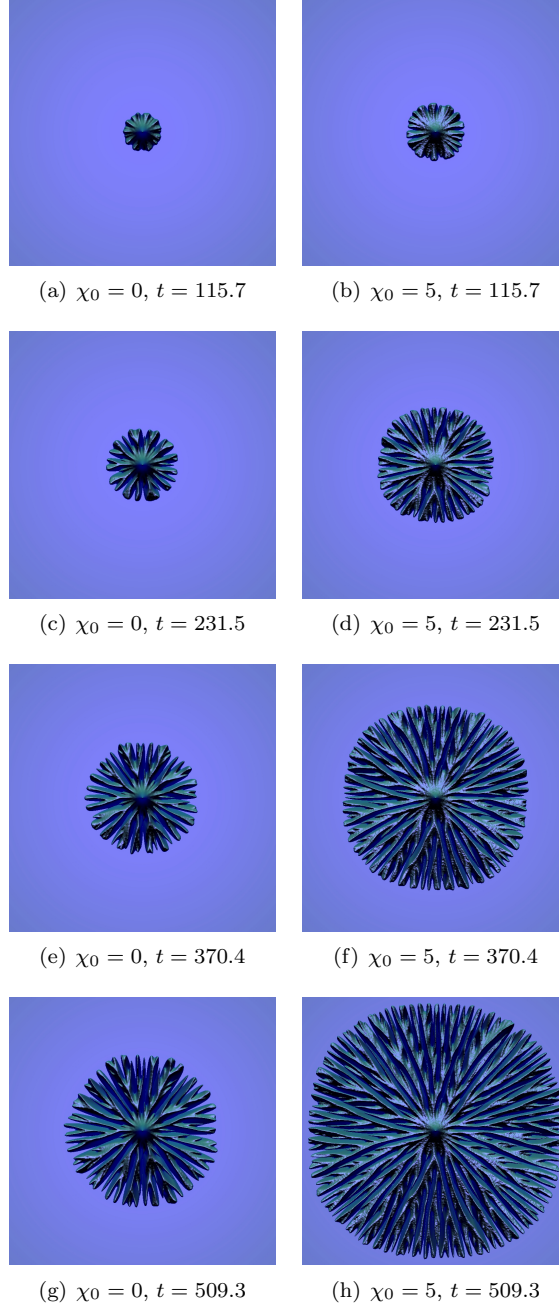 (a) χ₀ = 0, t = 115.7
(b) χ₀ = 5, t = 115.7
(c) χ₀ = 0, t = 231.5
(d) χ₀ = 5, t = 231.5
(e) χ₀ = 0, t = 370.4
(f) χ₀ = 5, t = 370.4
(g) χ₀ = 0, t = 509.3
(h) χ₀ = 5, t = 509.3